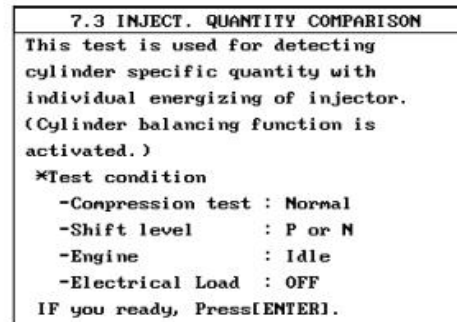 7.3 INJECT. QUANTITY COMPARISON
This test is used for detecting
cylinder specific quantity with
individual energizing of injector.
(Cylinder balancing function is
activated.)
*Test condition
-Compression test : Normal
-Shift level : P or N
-Engine : Idle
-Electrical Load : OFF
IF you ready, Press[ENTER].